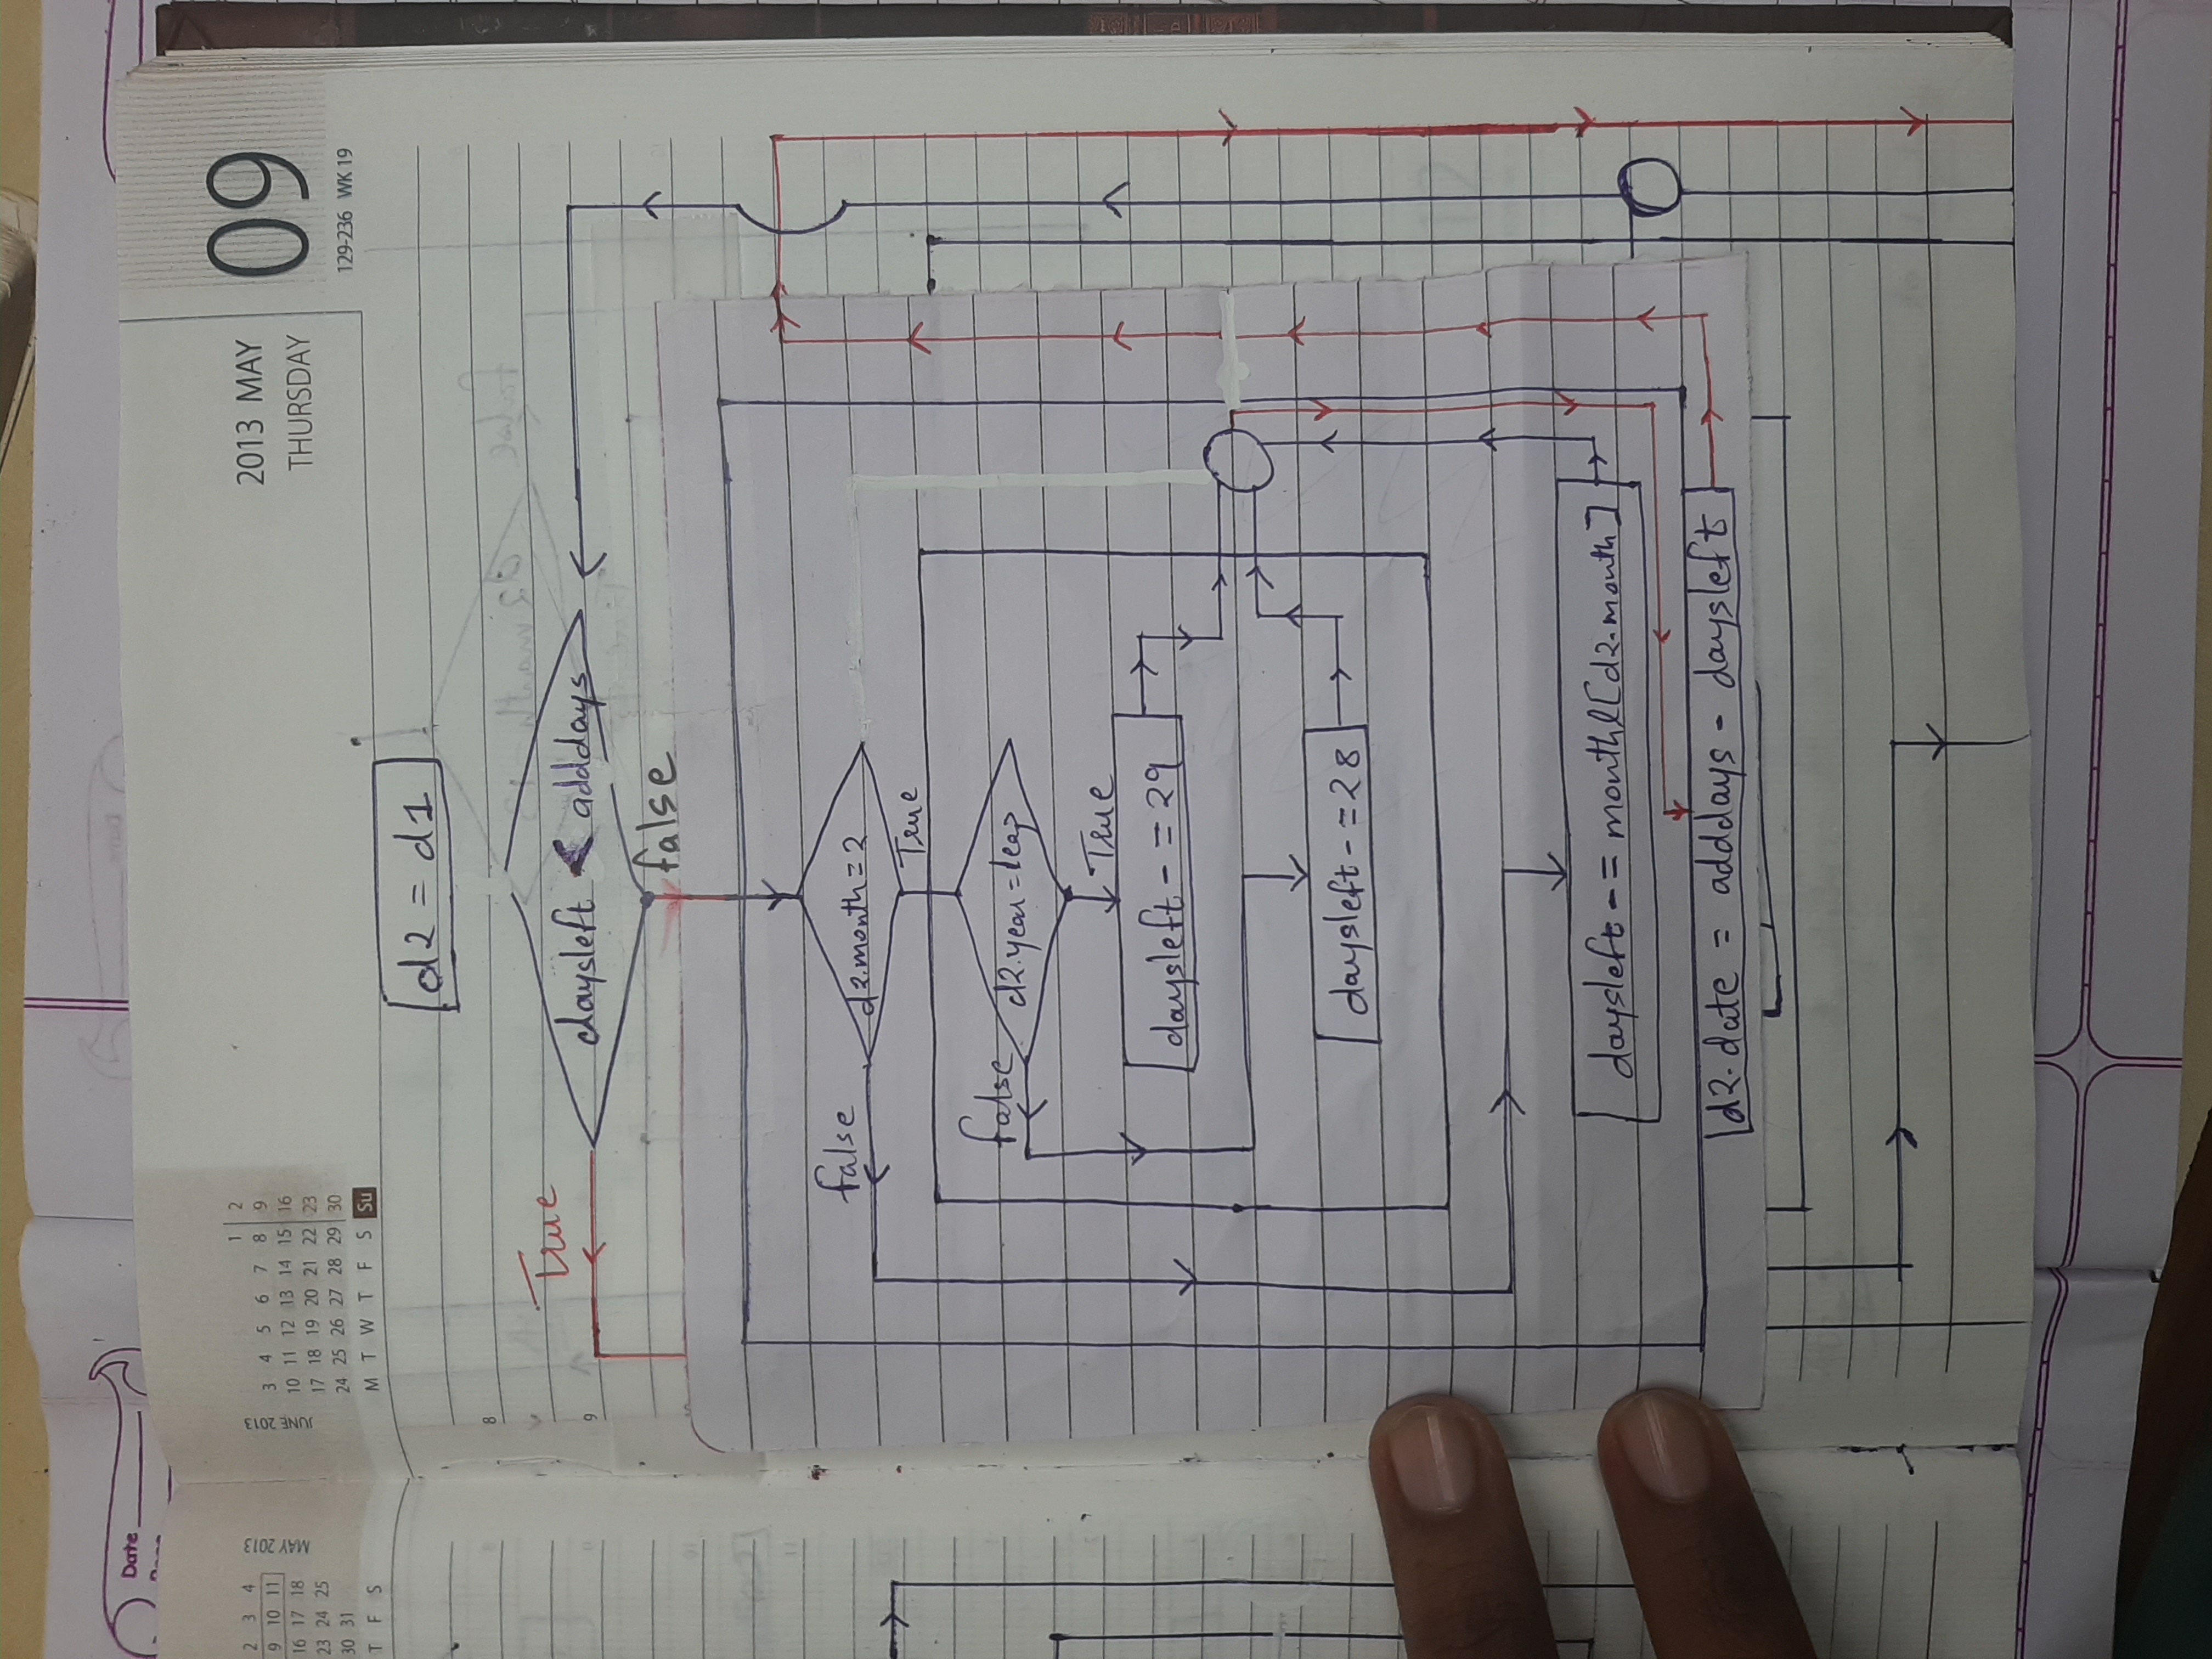 Date
2 3 4
9 10 11
16 17 18
23 24 25
30 31
T F S
MAY 2013
JUNE 2013
1 2
3 4 5 6 7 8 9
10 11 12 13 14 15 16
17 18 19 20 21 22 23
24 25 26 27 28 29 30
M T W T F S Su
2013 MAY
THURSDAY
09
129-236 WK 19
d2 = d1
8
True
daysleft < adddays
9
false
false
d2.month = 2
True
false
d2.year = leap
True
daysleft - = 29
daysleft - = 28
daysleft - = monthl[d2.month]
d2.date = adddays - daysleft